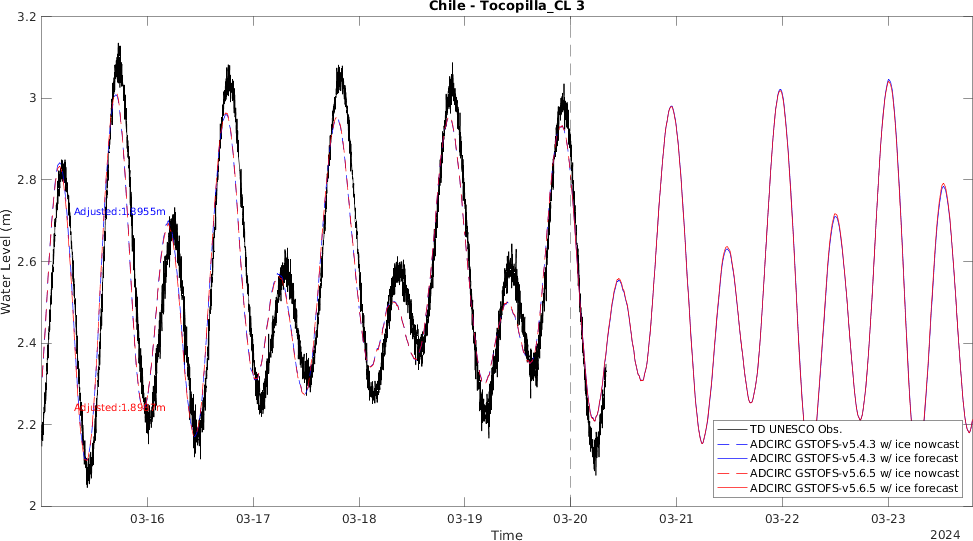 Chile - Tocopilla_CL 3
Water Level (m)
3.2
3
2.8
2.6
2.4
2.2
2
03-16
03-17
03-18
03-19
03-20
03-21
03-22
03-23
2024
Time
TD UNESCO Obs.
ADCIRC GSTOFS-v5.4.3 w/ ice nowcast
ADCIRC GSTOFS-v5.4.3 w/ ice forecast
ADCIRC GSTOFS-v5.6.5 w/ ice nowcast
ADCIRC GSTOFS-v5.6.5 w/ ice forecast